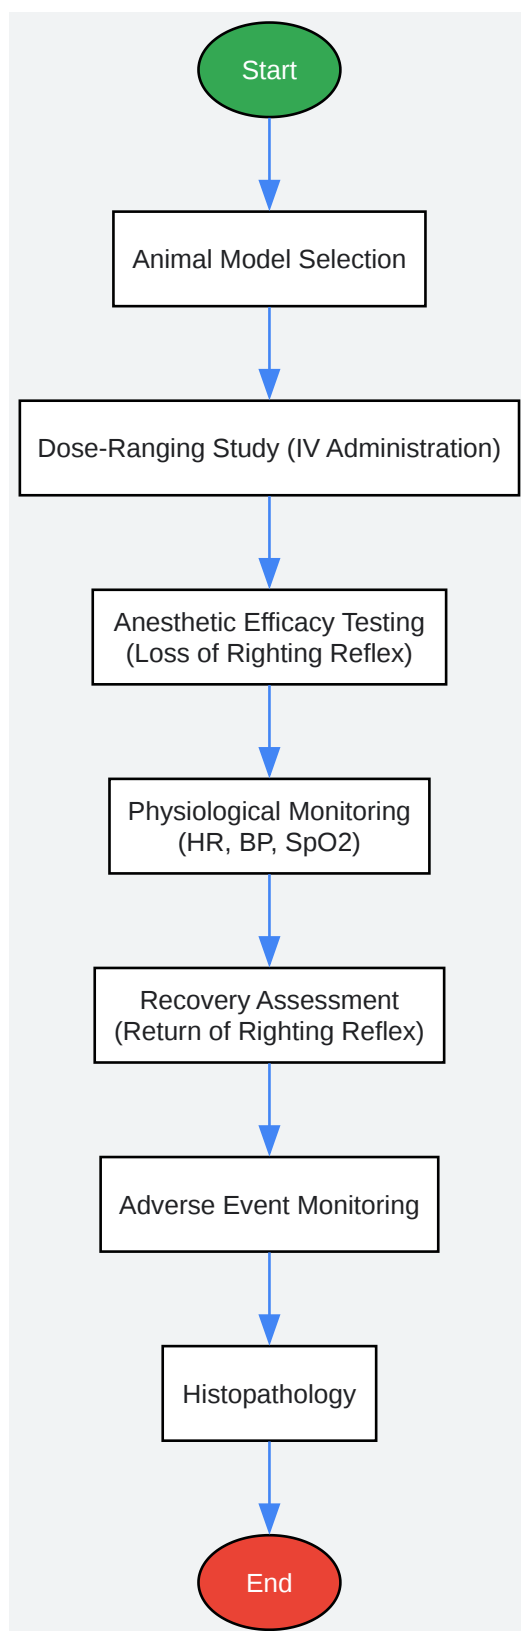 Start
Animal Model Selection
Dose-Ranging Study (IV Administration)
Anesthetic Efficacy Testing
(Loss of Righting Reflex)
Physiological Monitoring
(HR, BP, SpO2)
Recovery Assessment
(Return of Righting Reflex)
Adverse Event Monitoring
Histopathology
End